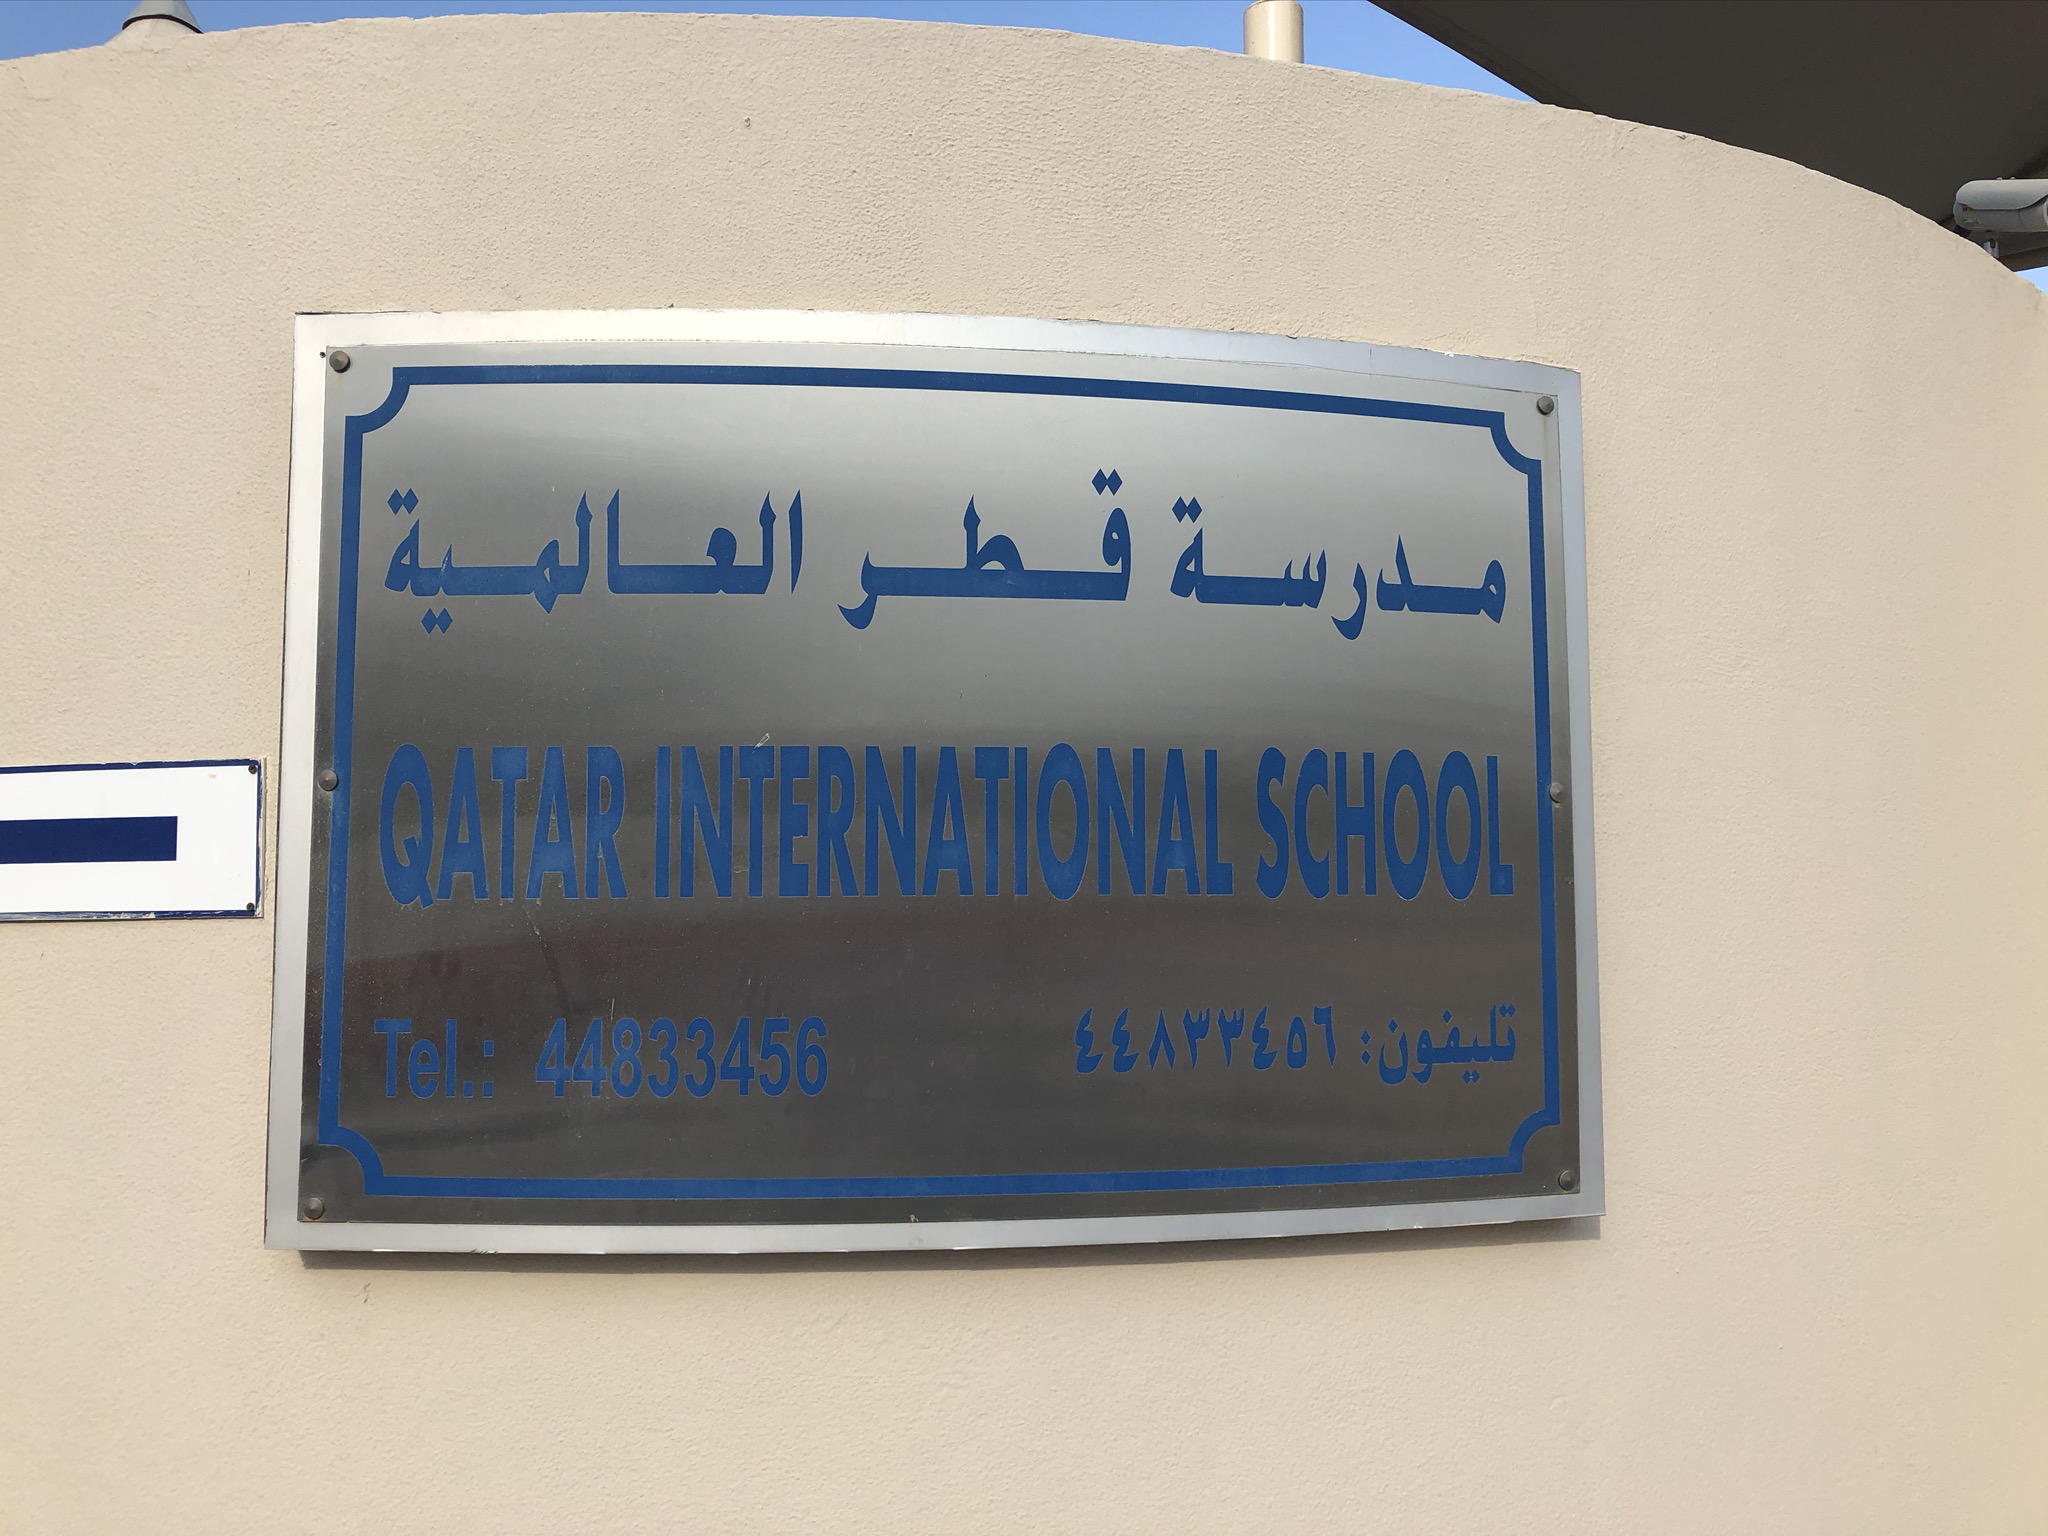 مدرسة قطر العالمية
QATAR INTERNATIONAL SCHOOL
Tel.: 44833456
تليفون: ٤٤٨٣٣٤٥٦